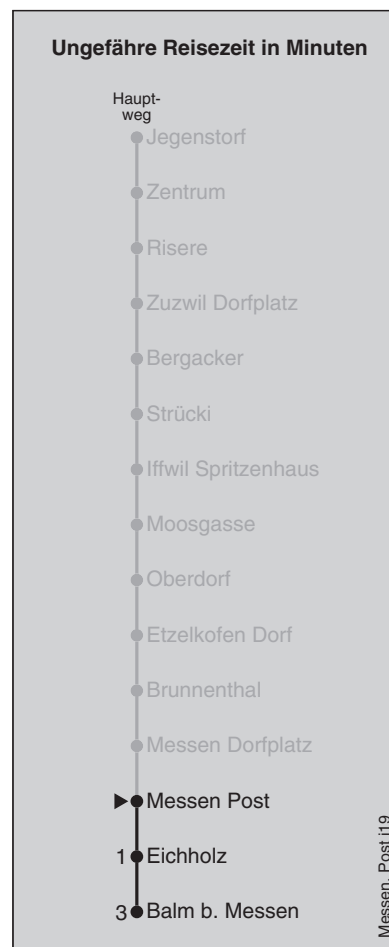 Ungefähre Reisezeit in Minuten
Haupt-
weg
Jegenstorf
Zentrum
Risere
Zuzwil Dorfplatz
Bergacker
Strücki
Iffwil Spritzenhaus
Moosgasse
Oberdorf
Etzelkofen Dorf
Brunnenthal
Messen Dorfplatz
Messen Post
1 Eichholz
3 Balm b. Messen
Messen, Post j19